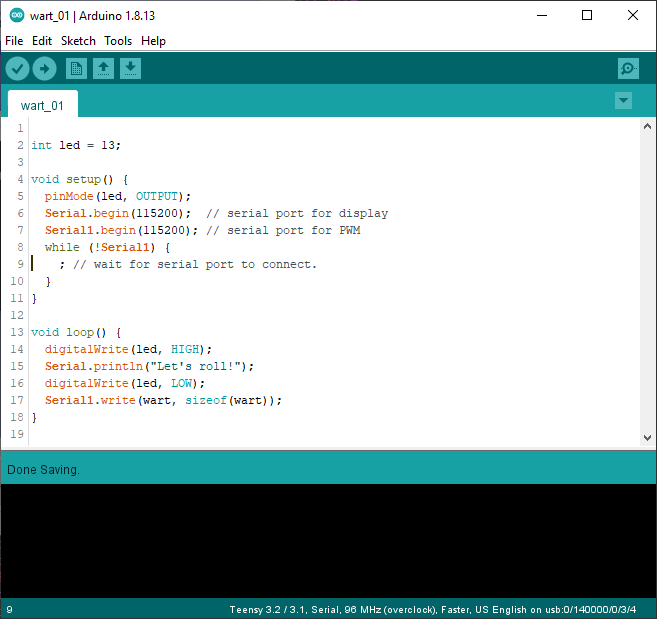 wart_01 | Arduino 1.8.13
File Edit Sketch Tools Help
wart_01
1
2 int led = 13;
3
4 void setup() {
5   pinMode(led, OUTPUT);
6   Serial.begin(115200);  // serial port for display
7   Serial1.begin(115200); // serial port for PWM
8   while (!Serial1) {
9     ; // wait for serial port to connect.
10   }
11 }
12
13 void loop() {
14   digitalWrite(led, HIGH);
15   Serial.println("Let's roll!");
16   digitalWrite(led, LOW);
17   Serial1.write(wart, sizeof(wart));
18 }
19
Done Saving.
9 Teensy 3.2 / 3.1, Serial, 96 MHz (overclock), Faster, US English on usb:0/140000/0/3/4